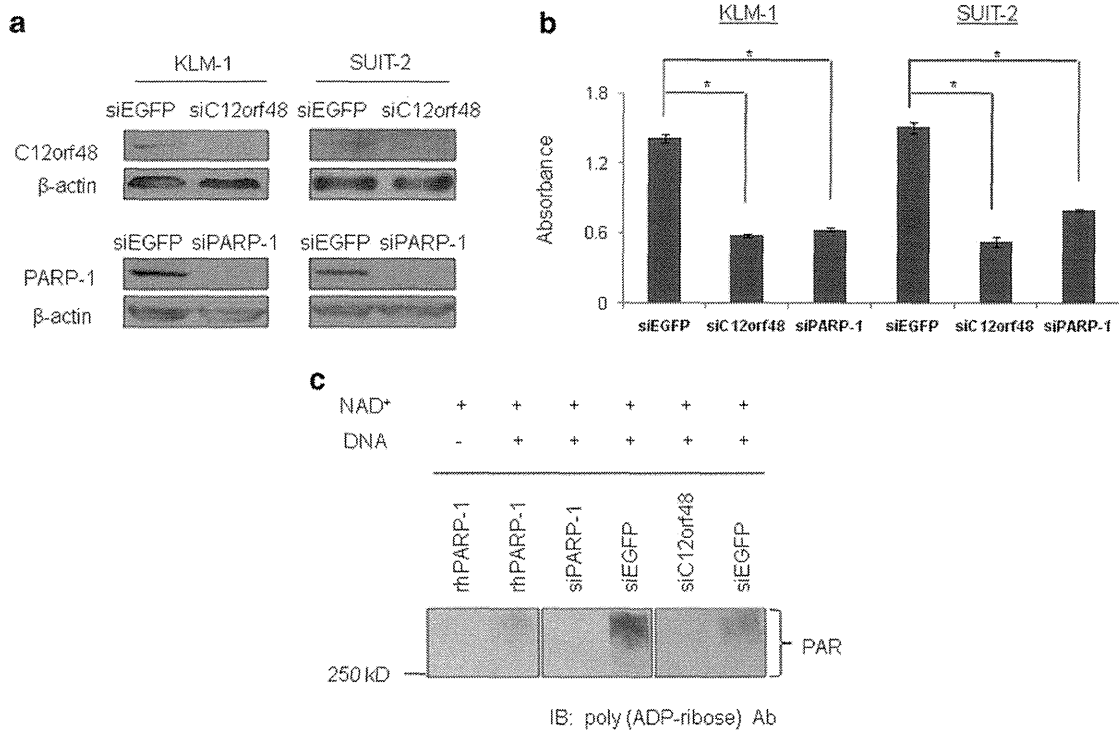 a
KLM-1 SUIT-2
siEGFP siC12orf48 siEGFP siC12orf48
C12orf48
β-actin
siEGFP siPARP-1 siEGFP siPARP-1
PARP-1
β-actin
b
KLM-1 SUIT-2
* *
* *
1.8
1.2
0.6
0
Absorbance
siEGFP siC12orf48 siPARP-1 siEGFP siC12orf48 siPARP-1
c
NAD⁺ + + + + + +
DNA - + + + + +
rhPARP-1 rhPARP-1 siPARP-1 siEGFP siC12orf48 siEGFP
PAR
250 kD
IB: poly (ADP-ribose) Ab